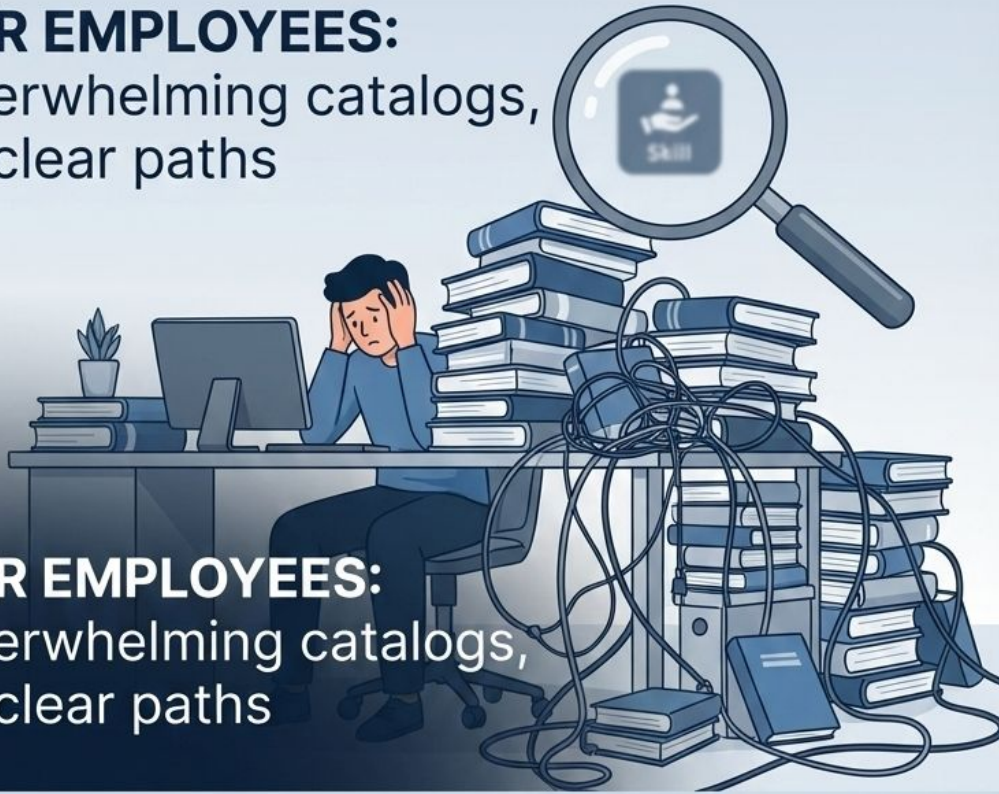 R EMPLOYEES:
erwhelming catalogs,
clear paths
Skill
R EMPLOYEES:
erwhelming catalogs,
clear paths